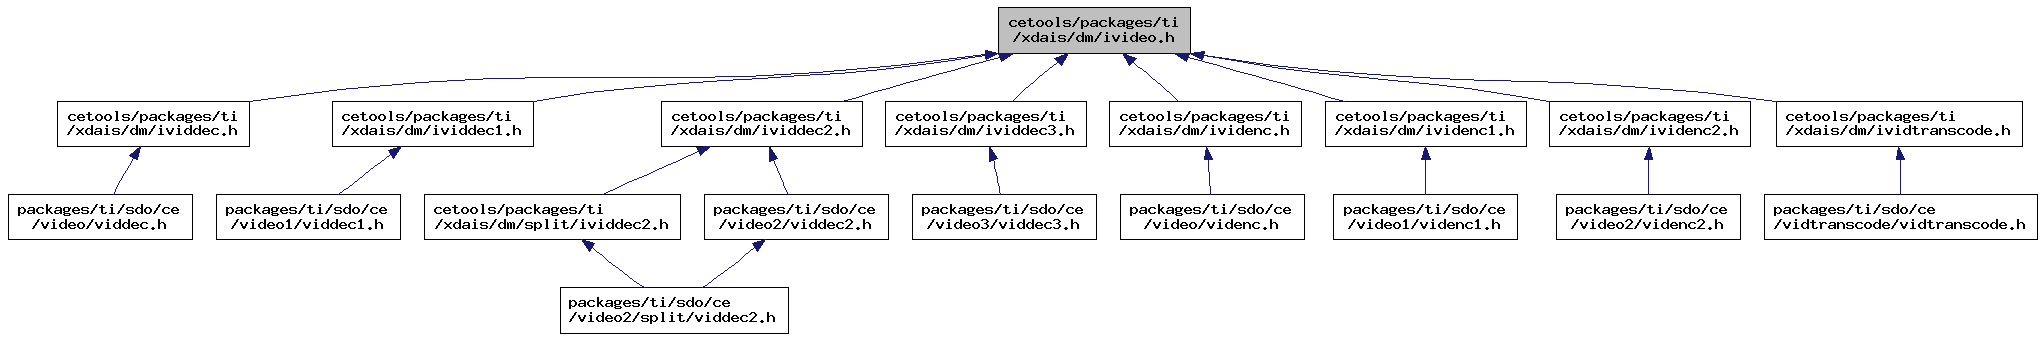 cetools/packages/ti
/xdais/dm/ivideo.h
cetools/packages/ti
/xdais/dm/ividdec.h
cetools/packages/ti
/xdais/dm/ividdec1.h
cetools/packages/ti
/xdais/dm/ividdec2.h
cetools/packages/ti
/xdais/dm/ividdec3.h
cetools/packages/ti
/xdais/dm/ividenc.h
cetools/packages/ti
/xdais/dm/ividenc1.h
cetools/packages/ti
/xdais/dm/ividenc2.h
cetools/packages/ti
/xdais/dm/ividtranscode.h
packages/ti/sdo/ce
/video/viddec.h
packages/ti/sdo/ce
/video1/viddec1.h
cetools/packages/ti
/xdais/dm/split/ividdec2.h
packages/ti/sdo/ce
/video2/viddec2.h
packages/ti/sdo/ce
/video3/viddec3.h
packages/ti/sdo/ce
/video/videnc.h
packages/ti/sdo/ce
/video1/videnc1.h
packages/ti/sdo/ce
/video2/videnc2.h
packages/ti/sdo/ce
/vidtranscode/vidtranscode.h
packages/ti/sdo/ce
/video2/split/viddec2.h